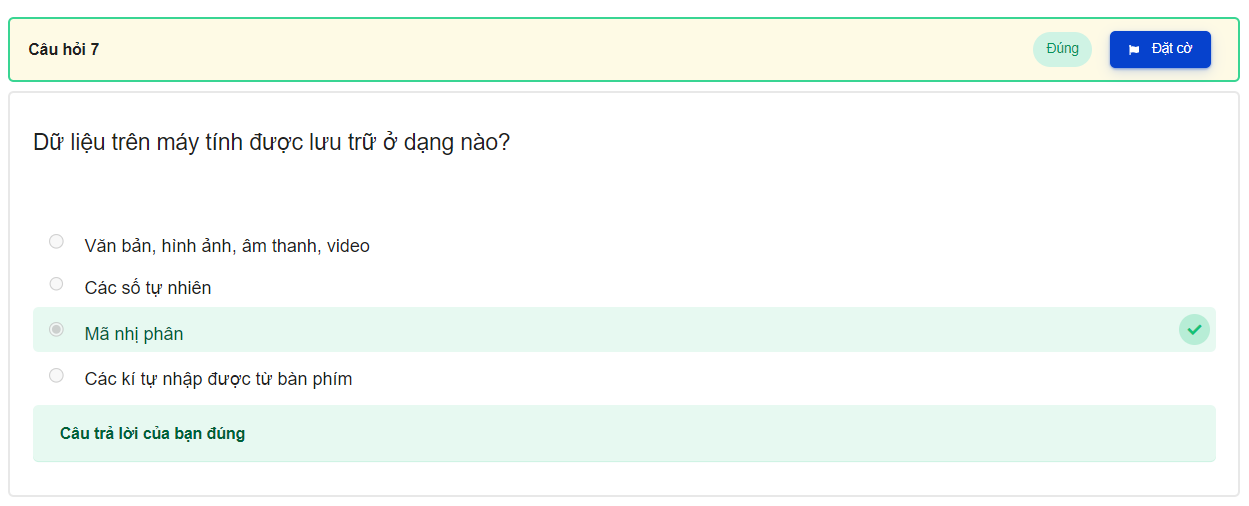 Câu hỏi 7
Đúng
Đặt cờ
Dữ liệu trên máy tính được lưu trữ ở dạng nào?
Văn bản, hình ảnh, âm thanh, video
Các số tự nhiên
Mã nhị phân
Các kí tự nhập được từ bàn phím
Câu trả lời của bạn đúng